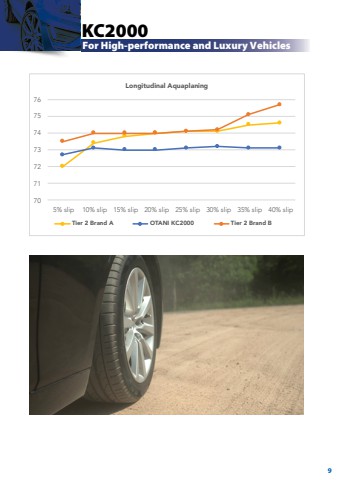 KC2000
For High-performance and Luxury Vehicles
Longitudinal Aquaplaning
76
75
74
73
72
71
70
5% slip 10% slip 15% slip 20% slip 25% slip 30% slip 35% slip 40% slip
Tier 2 Brand A OTANI KC2000 Tier 2 Brand B
9